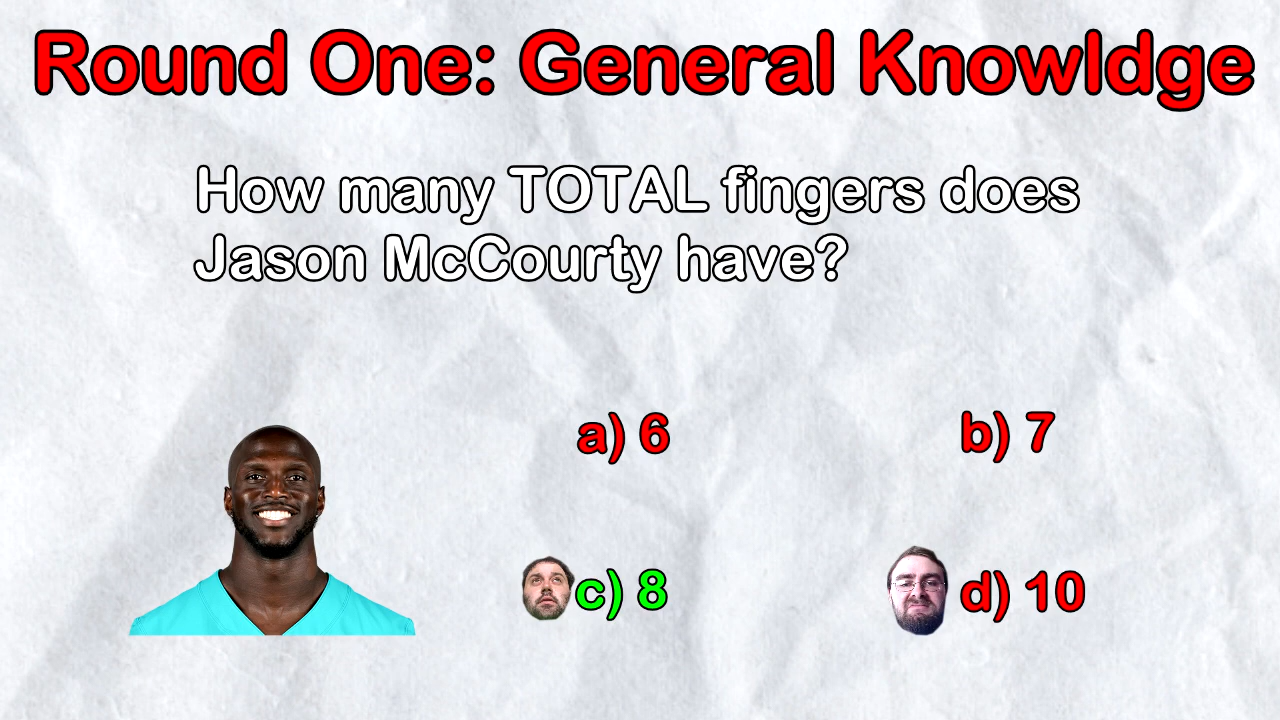 Round One: General Knowldge
How many TOTAL fingers does
Jason McCourty have?
a) 6
b) 7
c) 8
d) 10